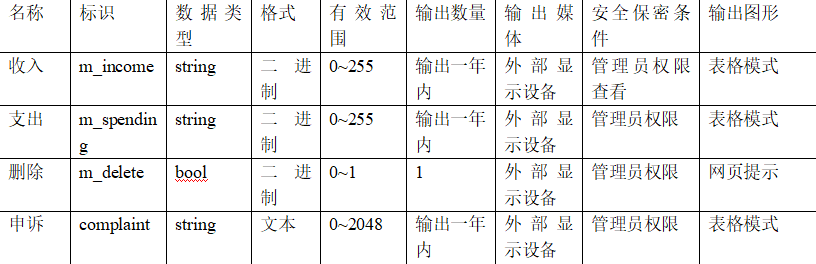 名称 标识 数据类型 格式 有效范围 输出数量 输出媒体 安全保密条件 输出图形
收入 m_income string 二进制 0~255 输出一年内 外部显示设备 管理员权限查看 表格模式
支出 m_spending string 二进制 0~255 输出一年内 外部显示设备 管理员权限 表格模式
删除 m_delete bool 二进制 0~1 1 外部显示设备 管理员权限 网页提示
申诉 complaint string 文本 0~2048 输出一年内 外部显示设备 管理员权限 表格模式